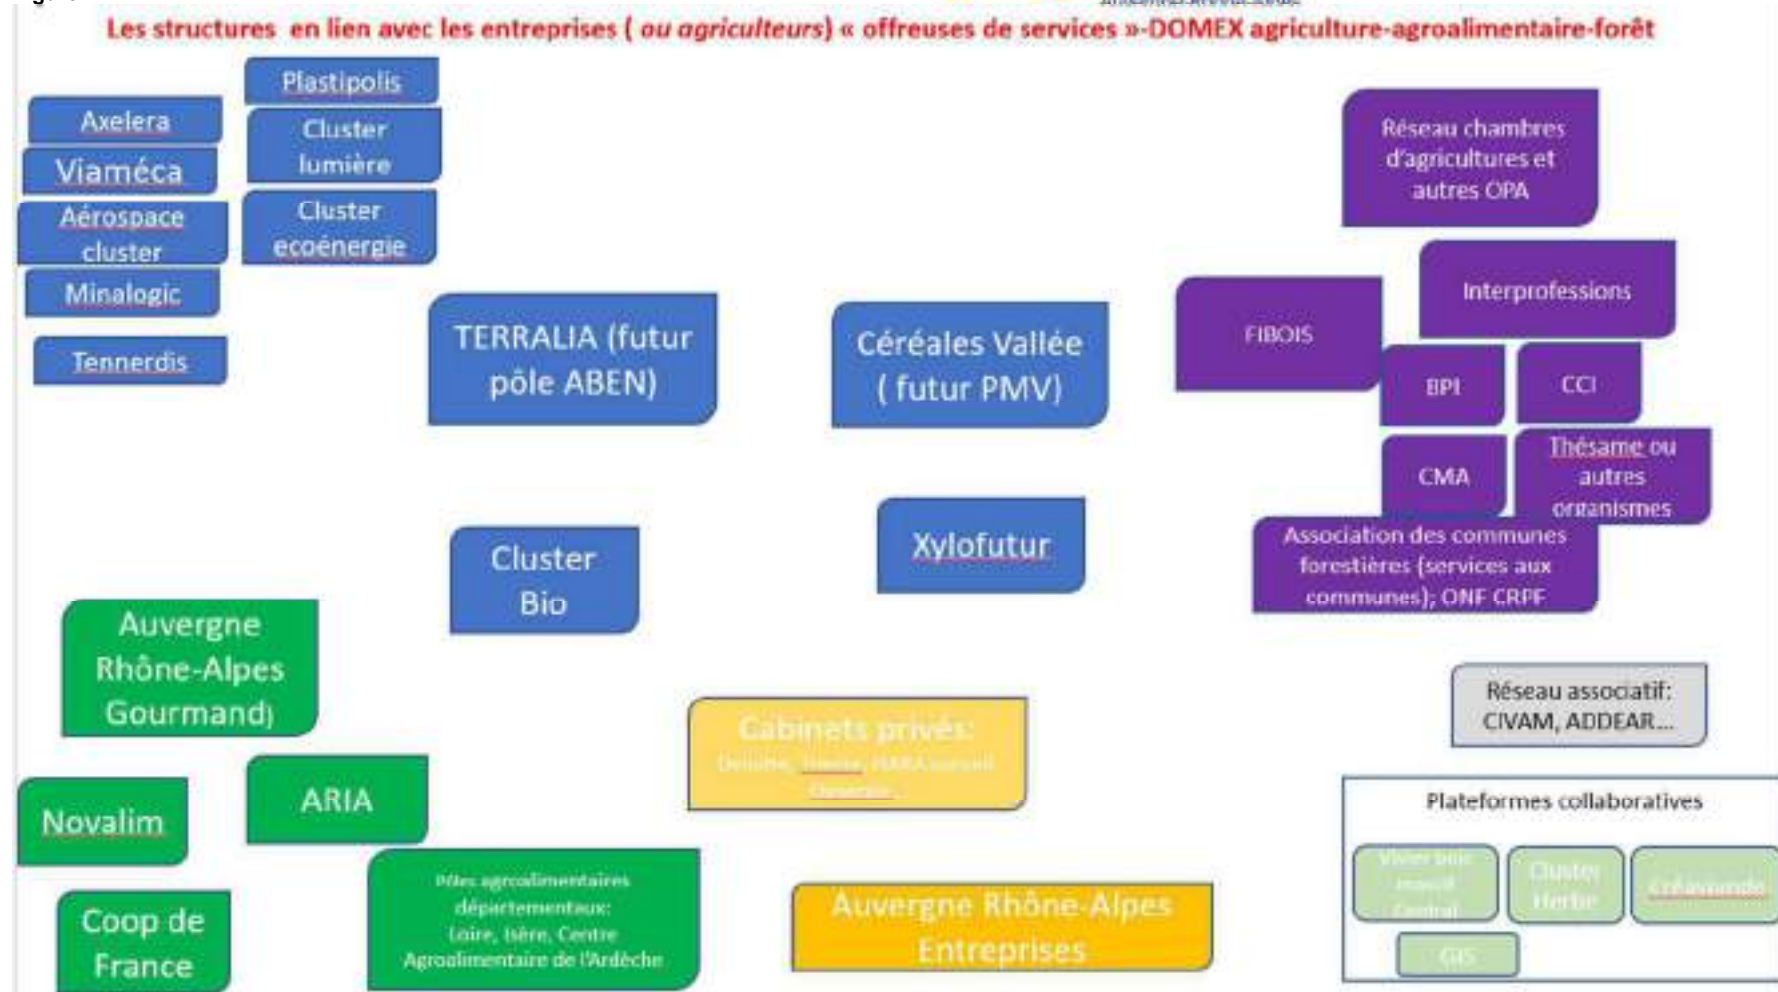 Les structures en lien avec les entreprises ( ou agriculteurs) « offreuses de services »-DOMEX agriculture-agroalimentaire-forêt
Plastipolis
Axelera
Cluster
lumière
Viaméca
Aérospace
cluster
Cluster
ecoénergie
Minalogic
Tennerdis
TERRALIA (futur
pôle ABEN)
Céréales Vallée
( futur PMV)
Réseau chambres
d'agricultures et
autres OPA
Interprofessions
FIBOIS
BPI
CCI
CMA
Thésame ou
autres
organismes
Association des communes
forestières (services aux
communes); ONF CRPF
Cluster
Bio
Xylofutur
Auvergne
Rhône-Alpes
Gourmand)
Réseau associatif:
CIVAM, ADDEAR...
Cabinets privés:
ARIA
Novalim
Plateformes collaboratives
Cluster
Herbe
GIS
Pôles agroalimentaires
départementaux:
Loire, Isère, Centre
Agroalimentaire de l'Ardèche
Coop de
France
Auvergne Rhône-Alpes
Entreprises